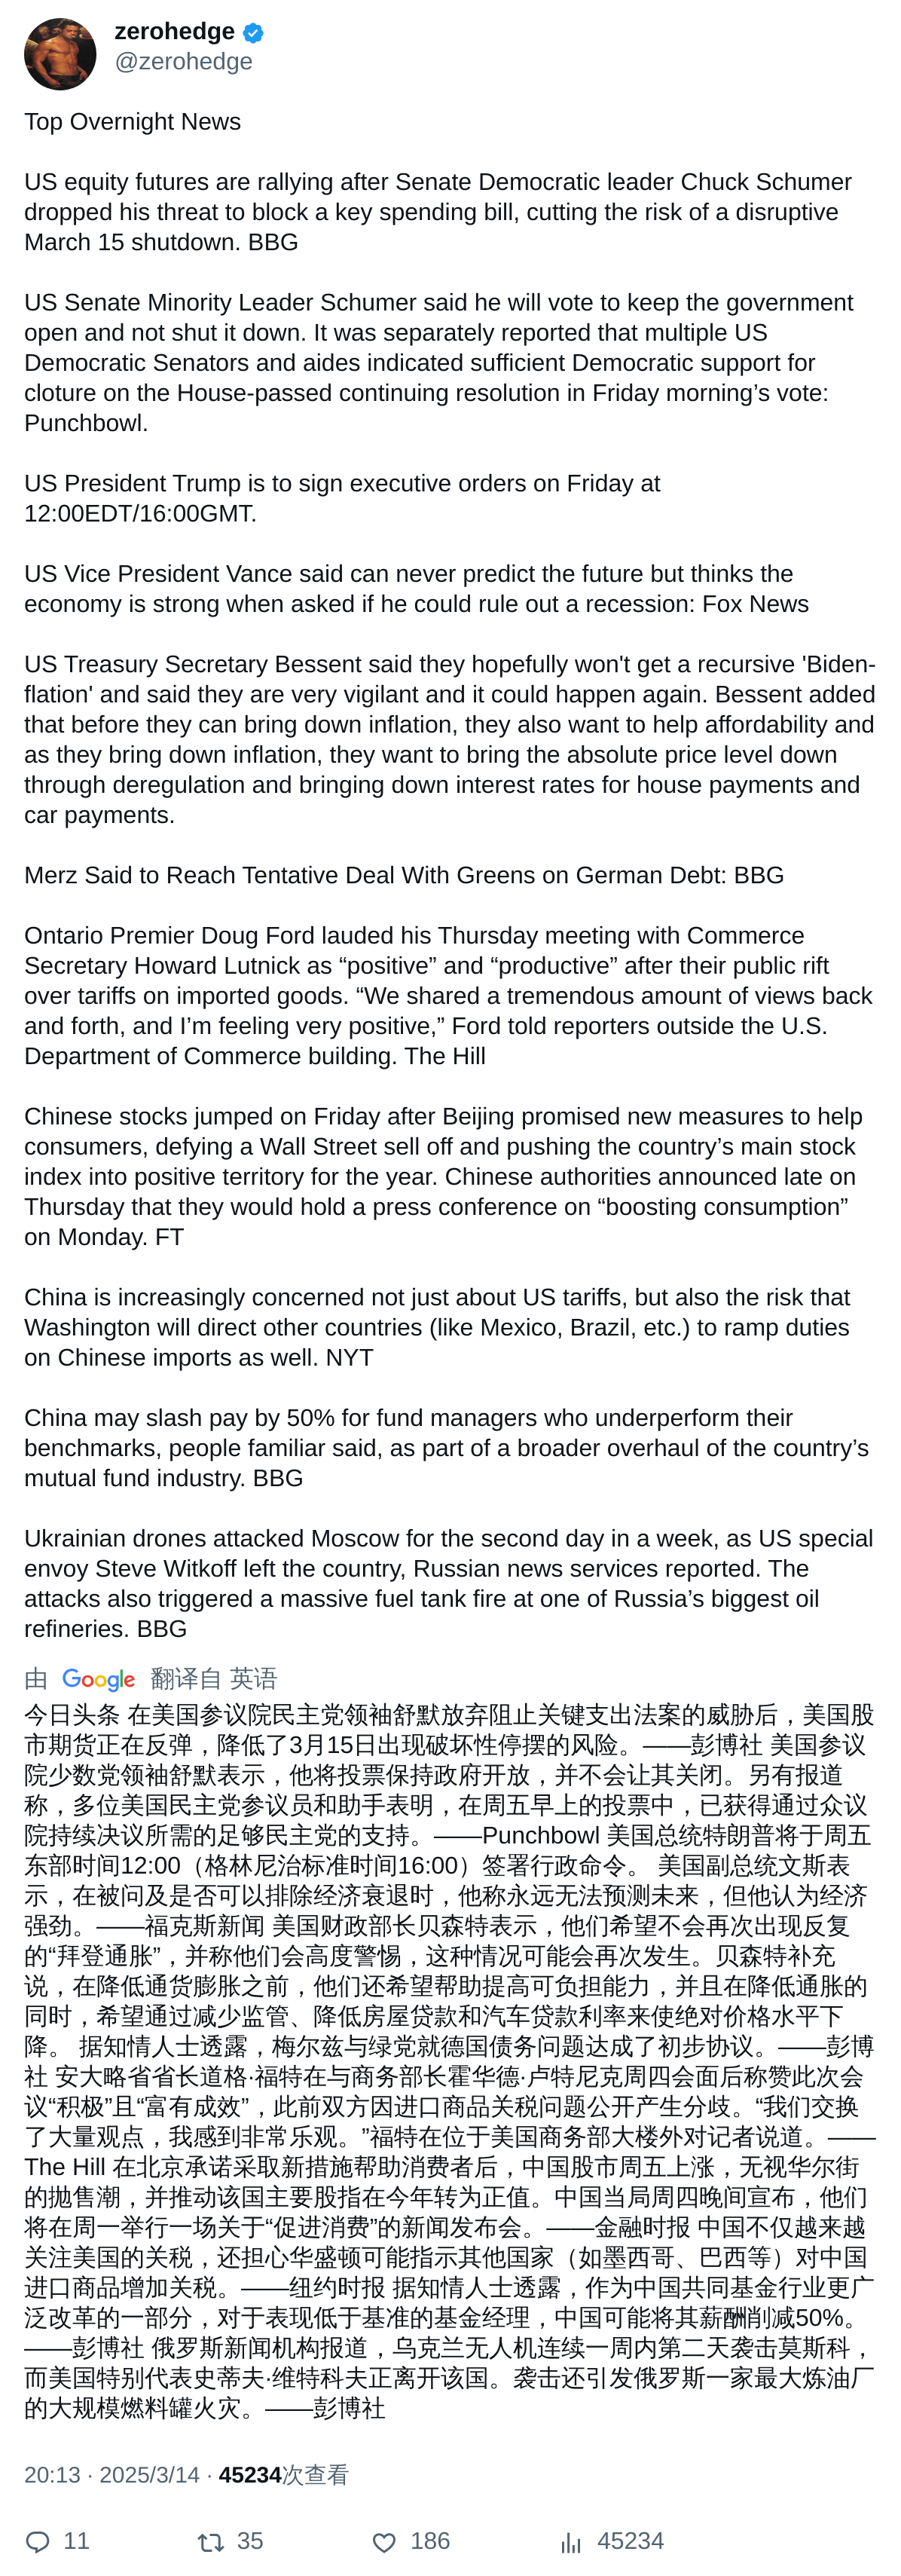 zerohedge
@zerohedge
Top Overnight News
US equity futures are rallying after Senate Democratic leader Chuck Schumer
dropped his threat to block a key spending bill, cutting the risk of a disruptive
March 15 shutdown. BBG
US Senate Minority Leader Schumer said he will vote to keep the government
open and not shut it down. It was separately reported that multiple US
Democratic Senators and aides indicated sufficient Democratic support for
cloture on the House-passed continuing resolution in Friday morning’s vote:
Punchbowl.
US President Trump is to sign executive orders on Friday at
12:00EDT/16:00GMT.
US Vice President Vance said can never predict the future but thinks the
economy is strong when asked if he could rule out a recession: Fox News
US Treasury Secretary Bessent said they hopefully won't get a recursive 'Biden-
flation' and said they are very vigilant and it could happen again. Bessent added
that before they can bring down inflation, they also want to help affordability and
as they bring down inflation, they want to bring the absolute price level down
through deregulation and bringing down interest rates for house payments and
car payments.
Merz Said to Reach Tentative Deal With Greens on German Debt: BBG
Ontario Premier Doug Ford lauded his Thursday meeting with Commerce
Secretary Howard Lutnick as “positive” and “productive” after their public rift
over tariffs on imported goods. “We shared a tremendous amount of views back
and forth, and I’m feeling very positive,” Ford told reporters outside the U.S.
Department of Commerce building. The Hill
Chinese stocks jumped on Friday after Beijing promised new measures to help
consumers, defying a Wall Street sell off and pushing the country’s main stock
index into positive territory for the year. Chinese authorities announced late on
Thursday that they would hold a press conference on “boosting consumption”
on Monday. FT
China is increasingly concerned not just about US tariffs, but also the risk that
Washington will direct other countries (like Mexico, Brazil, etc.) to ramp duties
on Chinese imports as well. NYT
China may slash pay by 50% for fund managers who underperform their
benchmarks, people familiar said, as part of a broader overhaul of the country’s
mutual fund industry. BBG
Ukrainian drones attacked Moscow for the second day in a week, as US special
envoy Steve Witkoff left the country, Russian news services reported. The
attacks also triggered a massive fuel tank fire at one of Russia’s biggest oil
refineries. BBG
由 Google 翻译自 英语
今日头条 在美国参议院民主党领袖舒默放弃阻止关键支出法案的威胁后，美国股
市期货正在反弹，降低了3月15日出现破坏性停摆的风险。——彭博社 美国参议
院少数党领袖舒默表示，他将投票保持政府开放，并不会让其关闭。另有报道
称，多位美国民主党参议员和助手表明，在周五早上的投票中，已获得通过众议
院持续决议所需的足够民主党的支持。——Punchbowl 美国总统特朗普将于周五
东部时间12:00（格林尼治标准时间16:00）签署行政命令。 美国副总统文斯表
示，在被问及是否可以排除经济衰退时，他称永远无法预测未来，但他认为经济
强劲。——福克斯新闻 美国财政部长贝森特表示，他们希望不会再次出现反复
的“拜登通胀”，并称他们会高度警惕，这种情况可能会再次发生。贝森特补充
说，在降低通货膨胀之前，他们还希望帮助提高可负担能力，并且在降低通胀的
同时，希望通过减少监管、降低房屋贷款和汽车贷款利率来使绝对价格水平下
降。 据知情人士透露，梅尔兹与绿党就德国债务问题达成了初步协议。——彭博
社 安大略省省长道格·福特在与商务部长霍华德·卢特尼克周四会面后称赞此次会
议“积极”且“富有成效”，此前双方因进口商品关税问题公开产生分歧。“我们交换
了大量观点，我感到非常乐观。”福特在位于美国商务部大楼外对记者说道。——
The Hill 在北京承诺采取新措施帮助消费者后，中国股市周五上涨，无视华尔街
的抛售潮，并推动该国主要股指在今年转为正值。中国当局周四晚间宣布，他们
将在周一举行一场关于“促进消费”的新闻发布会。——金融时报 中国不仅越来越
关注美国的关税，还担心华盛顿可能指示其他国家（如墨西哥、巴西等）对中国
进口商品增加关税。——纽约时报 据知情人士透露，作为中国共同基金行业更广
泛改革的一部分，对于表现低于基准的基金经理，中国可能将其薪酬削减50%。
——彭博社 俄罗斯新闻机构报道，乌克兰无人机连续一周内第二天袭击莫斯科，
而美国特别代表史蒂夫·维特科夫正离开该国。袭击还引发俄罗斯一家最大炼油厂
的大规模燃料罐火灾。——彭博社
20:13 · 2025/3/14 · 45234次查看
11 35 186 45234